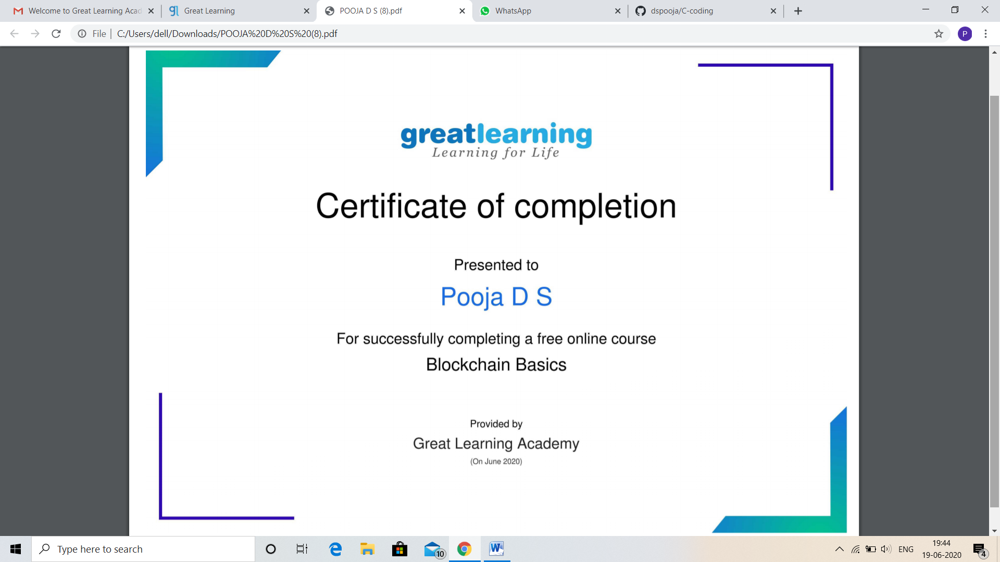 Welcome to Great Learning Acad
Great Learning
POOJA D S (8).pdf
WhatsApp
dspooja/C-coding
File
C:/Users/dell/Downloads/POOJA%20D%20S%20(8).pdf
P
greatlearning
Learning for Life
Certificate of completion
Presented to
Pooja D S
For successfully completing a free online course
Blockchain Basics
Provided by
Great Learning Academy
(On June 2020)
Type here to search
10
ENG
19:44
19-06-2020
4